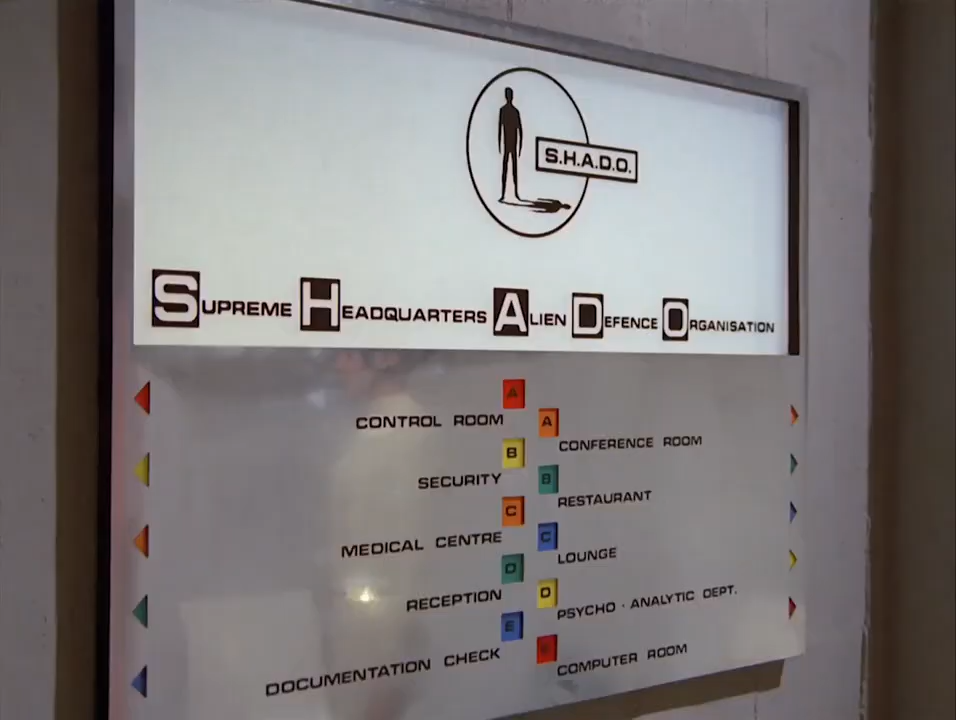 S.H.A.D.O.
SUPREME HEADQUARTERS ALIEN DEFENCE ORGANISATION
A
CONTROL ROOM
A
CONFERENCE ROOM
B
SECURITY
B
RESTAURANT
C
MEDICAL CENTRE
C
LOUNGE
D
RECEPTION
D
PSYCHO · ANALYTIC DEPT.
E
DOCUMENTATION CHECK
E
COMPUTER ROOM